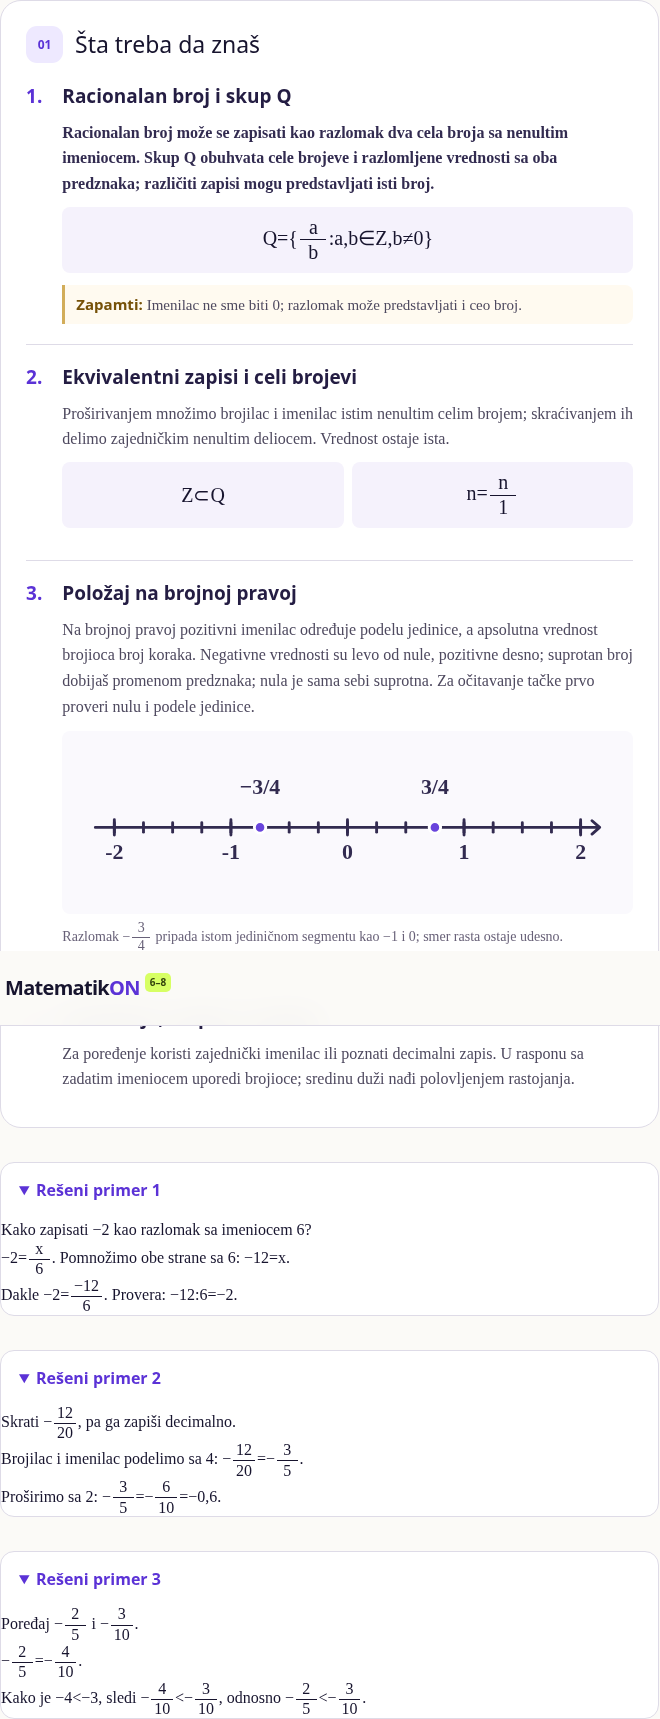 01 Šta treba da znaš
1. Racionalan broj i skup Q
Racionalan broj može se zapisati kao razlomak dva cela broja sa nenultim
imeniocem. Skup Q obuhvata cele brojeve i razlomljene vrednosti sa oba
predznaka; različiti zapisi mogu predstavljati isti broj.
Q={a/b:a,b∈Z,b≠0}
Zapamti: Imenilac ne sme biti 0; razlomak može predstavljati i ceo broj.
2. Ekvivalentni zapisi i celi brojevi
Proširivanjem množimo brojilac i imenilac istim nenultim celim brojem; skraćivanjem ih
delimo zajedničkim nenultim deliocem. Vrednost ostaje ista.
Z⊂Q n=n/1
3. Položaj na brojnoj pravoj
Na brojnoj pravoj pozitivni imenilac određuje podelu jedinice, a apsolutna vrednost
brojioca broj koraka. Negativne vrednosti su levo od nule, pozitivne desno; suprotan broj
dobijaš promenom predznaka; nula je sama sebi suprotna. Za očitavanje tačke prvo
proveri nulu i podele jedinice.
−3/4 3/4
-2 -1 0 1 2
Razlomak −3/4 pripada istom jediničnom segmentu kao −1 i 0; smer rasta ostaje udesno.
MatematikON 6–8
Za poređenje koristi zajednički imenilac ili poznati decimalni zapis. U rasponu sa
zadatim imeniocem uporedi brojioce; sredinu duži nađi polovljenjem rastojanja.
▼ Rešeni primer 1
Kako zapisati −2 kao razlomak sa imeniocem 6?
−2=x/6. Pomnožimo obe strane sa 6: −12=x.
Dakle −2=−12/6. Provera: −12:6=−2.
▼ Rešeni primer 2
Skrati −12/20, pa ga zapiši decimalno.
Brojilac i imenilac podelimo sa 4: −12/20=−3/5.
Proširimo sa 2: −3/5=−6/10=−0,6.
▼ Rešeni primer 3
Poređaj −2/5 i −3/10.
−2/5=−4/10.
Kako je −4<−3, sledi −4/10<−3/10, odnosno −2/5<−3/10.